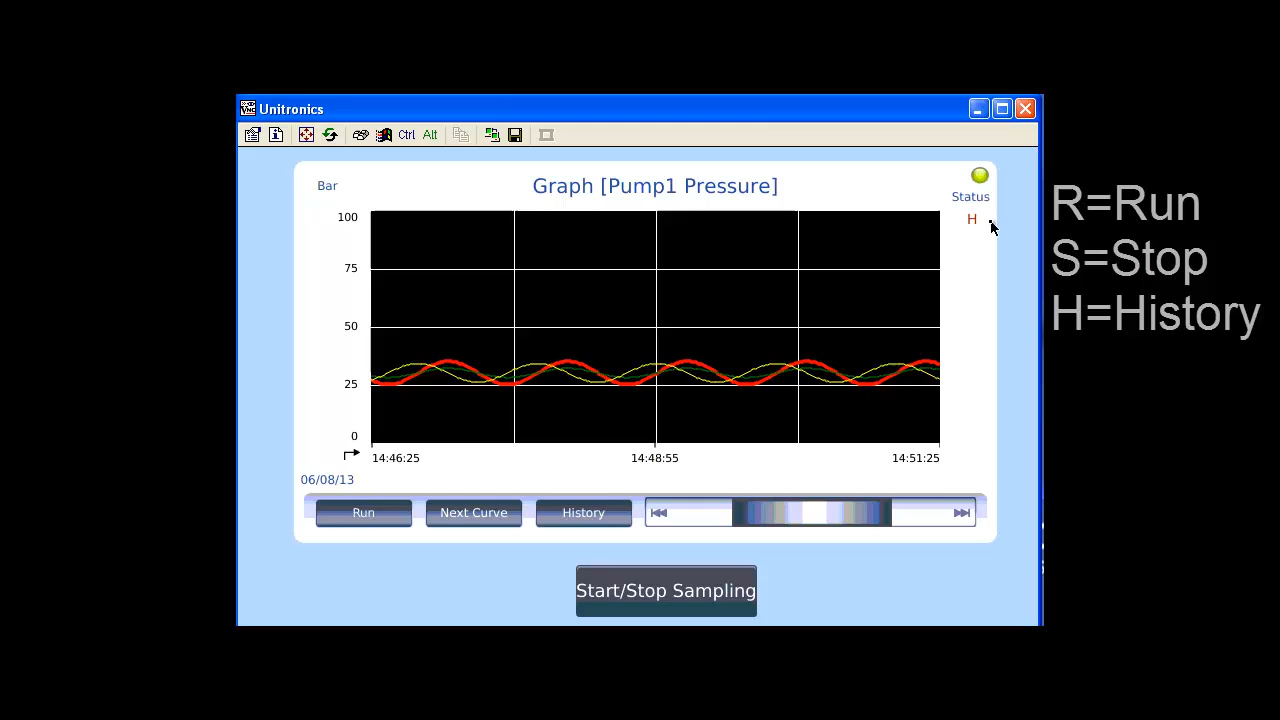 Unitronics
Ctrl Alt
Bar
Graph [Pump1 Pressure]
Status
H
100
75
50
25
0
14:46:25
14:48:55
14:51:25
06/08/13
Run
Next Curve
History
Start/Stop Sampling
R=Run
S=Stop
H=History